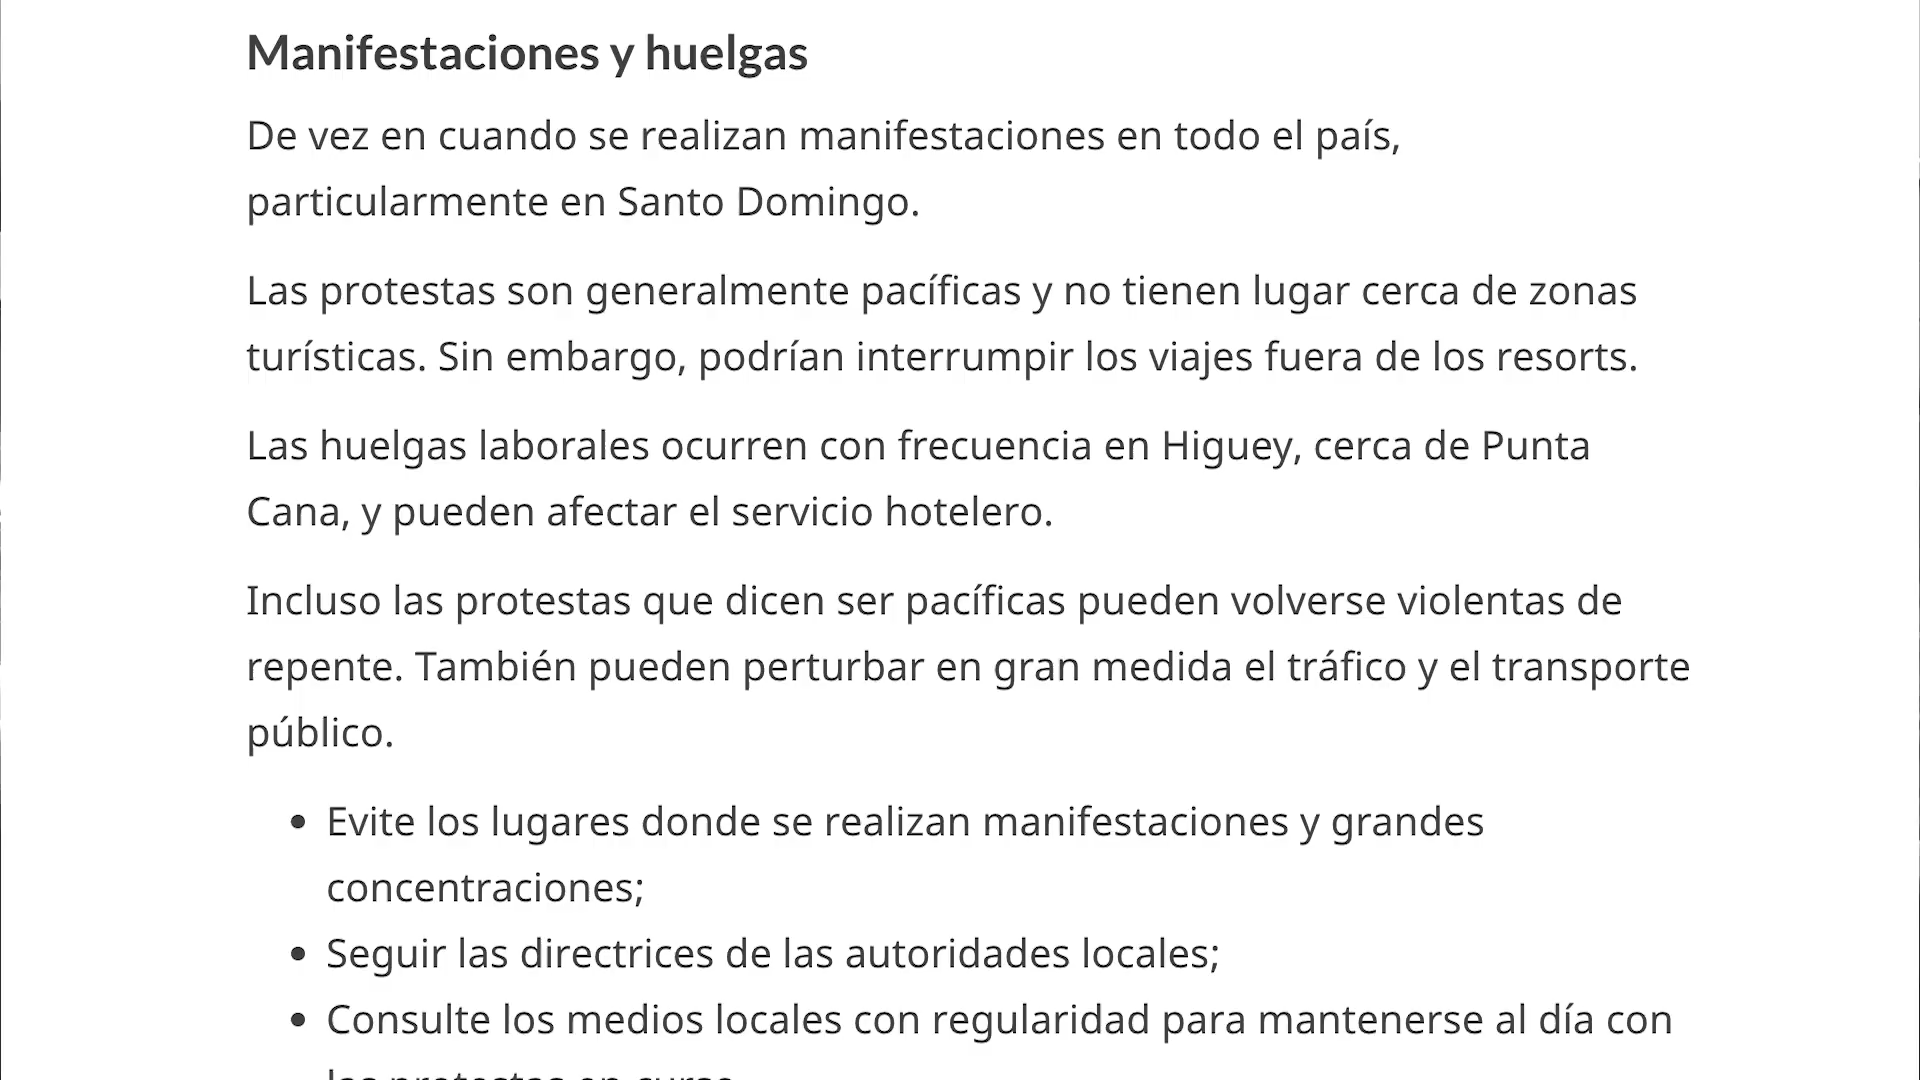 Manifestaciones y huelgas
De vez en cuando se realizan manifestaciones en todo el país,
particularmente en Santo Domingo.
Las protestas son generalmente pacíficas y no tienen lugar cerca de zonas
turísticas. Sin embargo, podrían interrumpir los viajes fuera de los resorts.
Las huelgas laborales ocurren con frecuencia en Higuey, cerca de Punta
Cana, y pueden afectar el servicio hotelero.
Incluso las protestas que dicen ser pacíficas pueden volverse violentas de
repente. También pueden perturbar en gran medida el tráfico y el transporte
público.
• Evite los lugares donde se realizan manifestaciones y grandes
concentraciones;
• Seguir las directrices de las autoridades locales;
• Consulte los medios locales con regularidad para mantenerse al día con
las protestas en curso